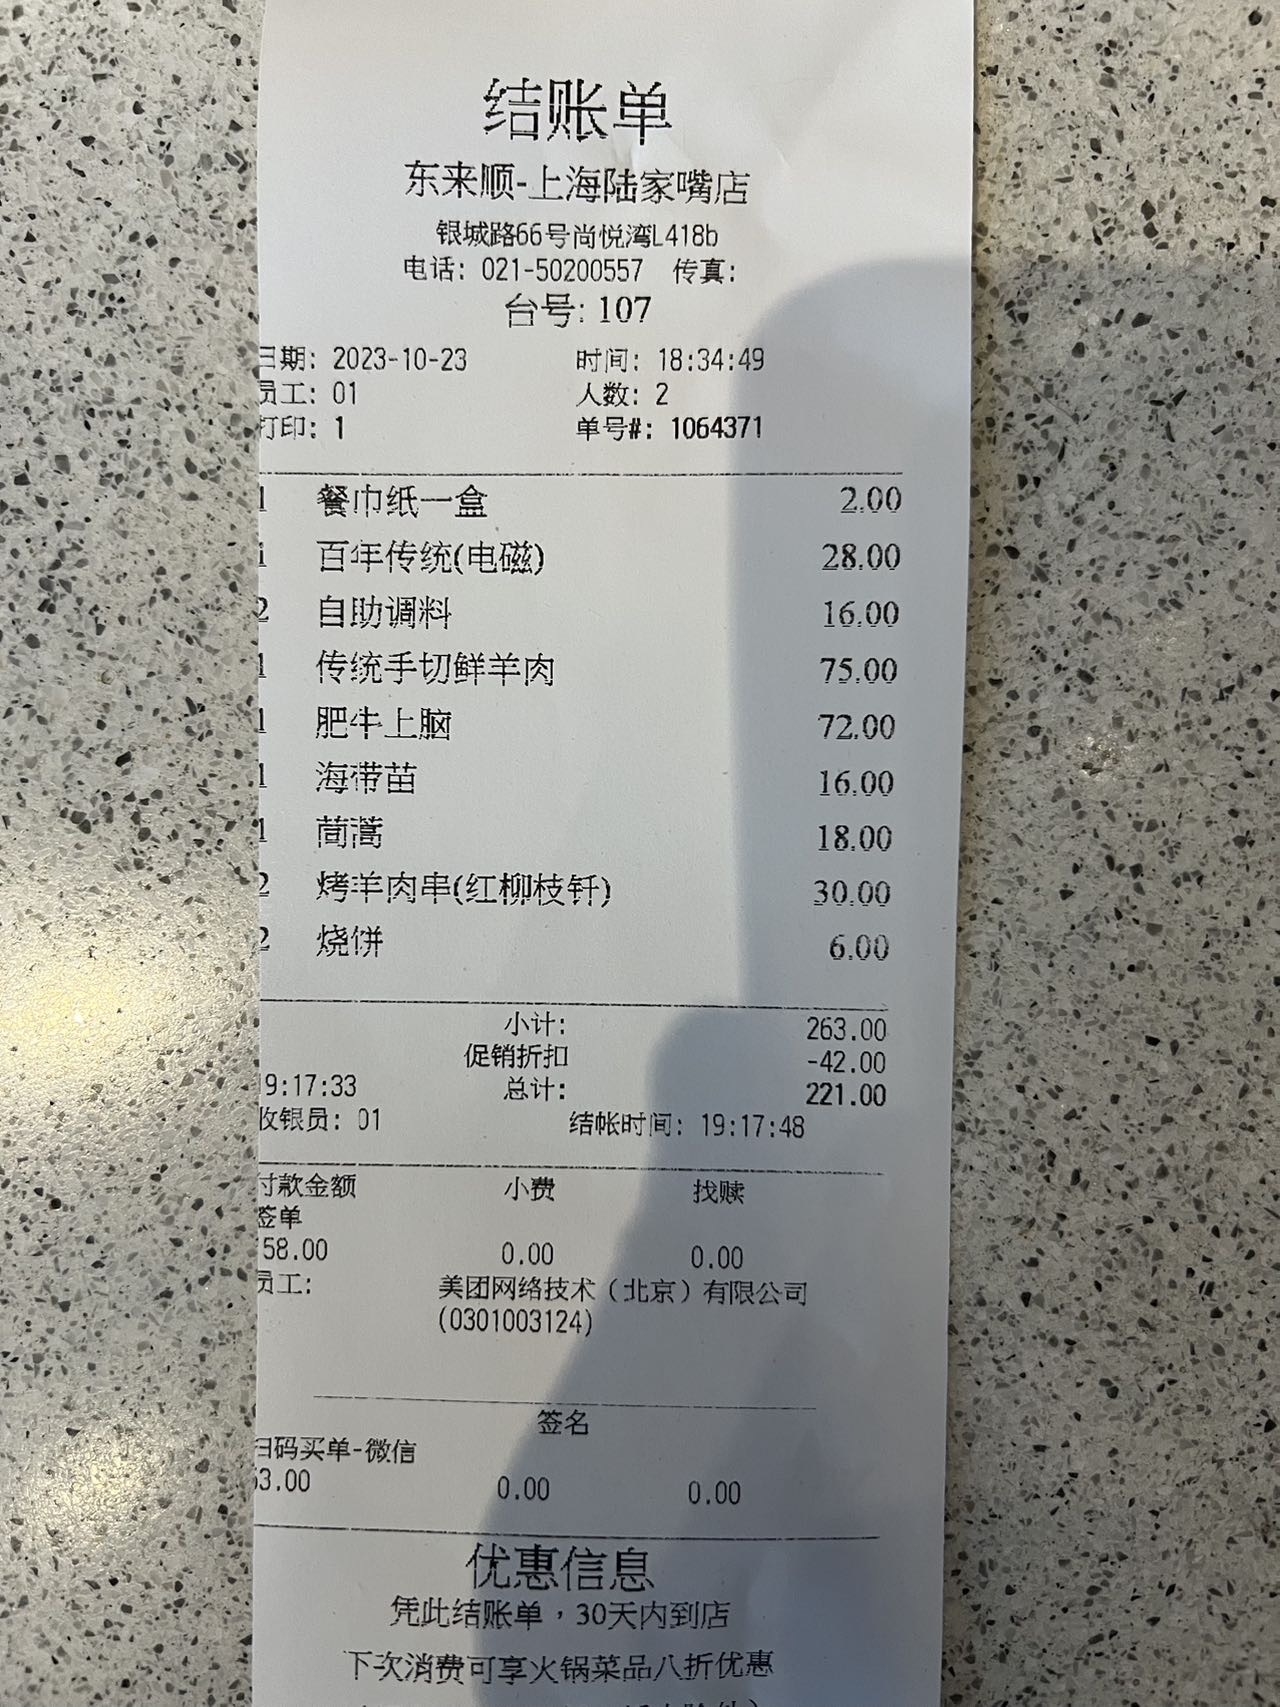 结账单
东来顺-上海陆家嘴店
银城路66号尚悦湾L418b
电话: 021-50200557 传真:
台号: 107
日期: 2023-10-23 时间: 18:34:49
员工: 01 人数: 2
打印: 1 单号#: 1064371
1 餐巾纸一盒 2.00
1 百年传统(电磁) 28.00
2 自助调料 16.00
1 传统手切鲜羊肉 75.00
1 肥牛上脑 72.00
1 海带苗 16.00
1 茼蒿 18.00
2 烤羊肉串(红柳枝钎) 30.00
2 烧饼 6.00
小计: 263.00
促销折扣 -42.00
19:17:33 总计: 221.00
收银员: 01 结帐时间: 19:17:48
付款金额 小费 找赎
签单
58.00 0.00 0.00
员工: 美团网络技术（北京）有限公司
(0301003124)
签名
扫码买单-微信
63.00 0.00 0.00
优惠信息
凭此结账单，30天内到店
下次消费可享火锅菜品八折优惠